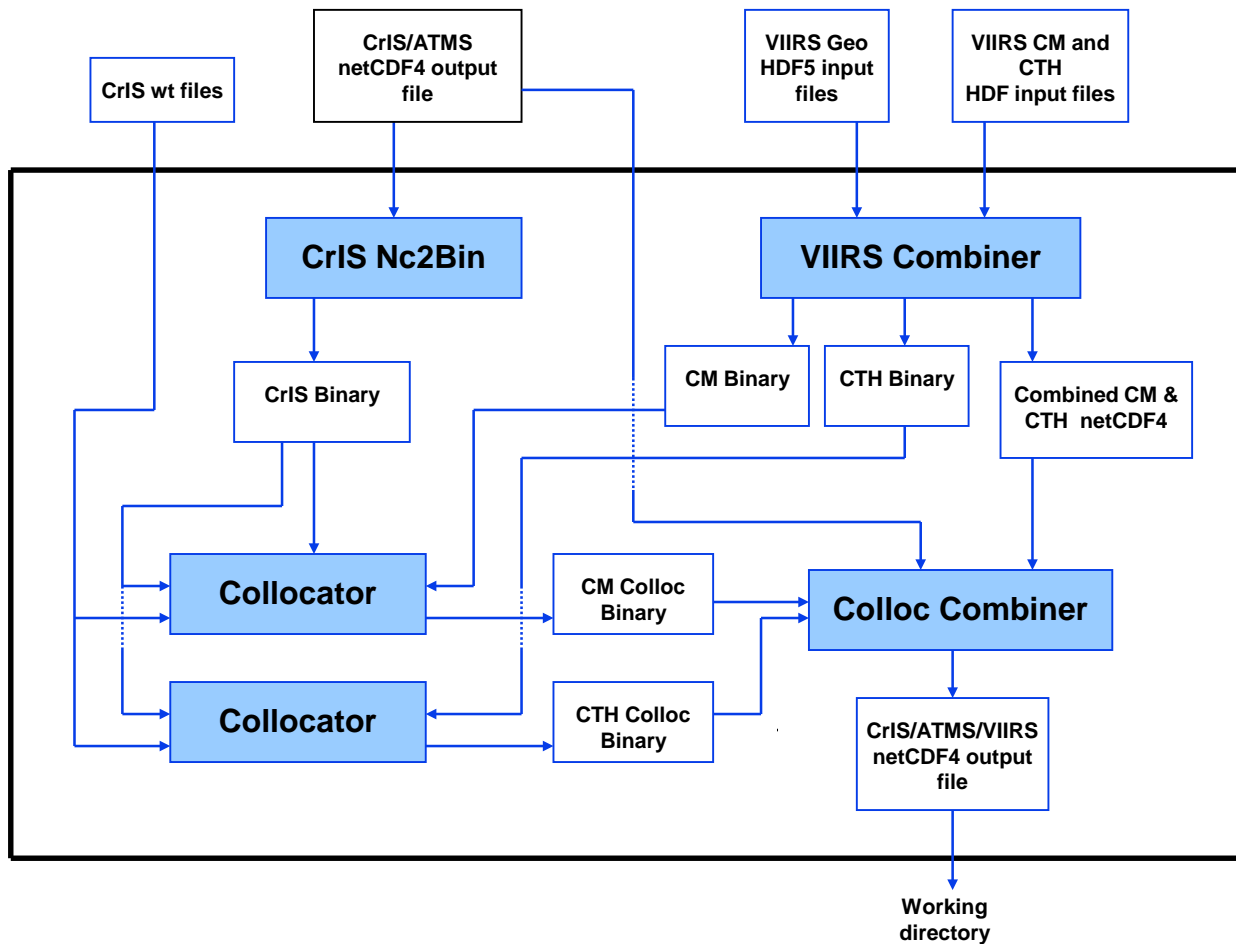 CrIS wt files
CrIS/ATMS
netCDF4 output
file
VIIRS Geo
HDF5 input
files
VIIRS CM and
CTH
HDF input files
CrIS Nc2Bin
VIIRS Combiner
CrIS Binary
CM Binary
CTH Binary
Combined CM &
CTH netCDF4
Collocator
CM Colloc
Binary
Colloc Combiner
Collocator
CTH Colloc
Binary
CrIS/ATMS/VIIRS
netCDF4 output
file
Working
directory